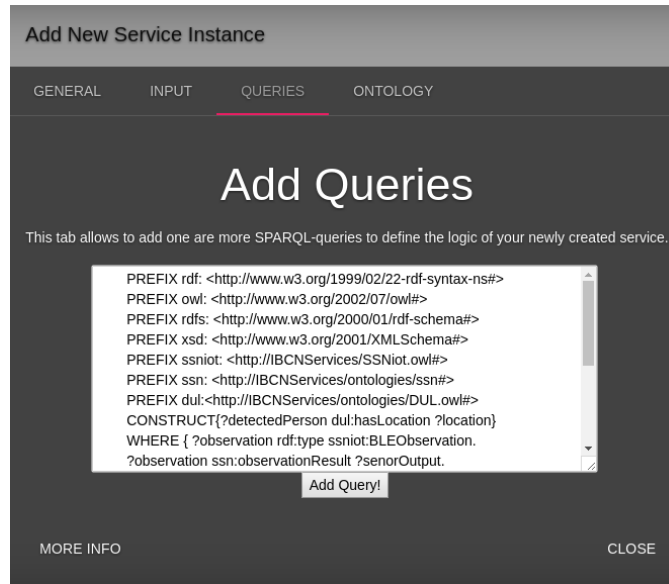 Add New Service Instance
GENERAL INPUT QUERIES ONTOLOGY
Add Queries
This tab allows to add one are more SPARQL-queries to define the logic of your newly created service.
PREFIX rdf: <http://www.w3.org/1999/02/22-rdf-syntax-ns#>
PREFIX owl: <http://www.w3.org/2002/07/owl#>
PREFIX rdfs: <http://www.w3.org/2000/01/rdf-schema#>
PREFIX xsd: <http://www.w3.org/2001/XMLSchema#>
PREFIX ssniot: <http://IBCNServices/SSNiot.owl#>
PREFIX ssn: <http://IBCNServices/ontologies/ssn#>
PREFIX dul:<http://IBCNServices/ontologies/DUL.owl#>
CONSTRUCT{?detectedPerson dul:hasLocation ?location}
WHERE { ?observation rdf:type ssniot:BLEObservation.
?observation ssn:observationResult ?senorOutput.
Add Query!
MORE INFO CLOSE